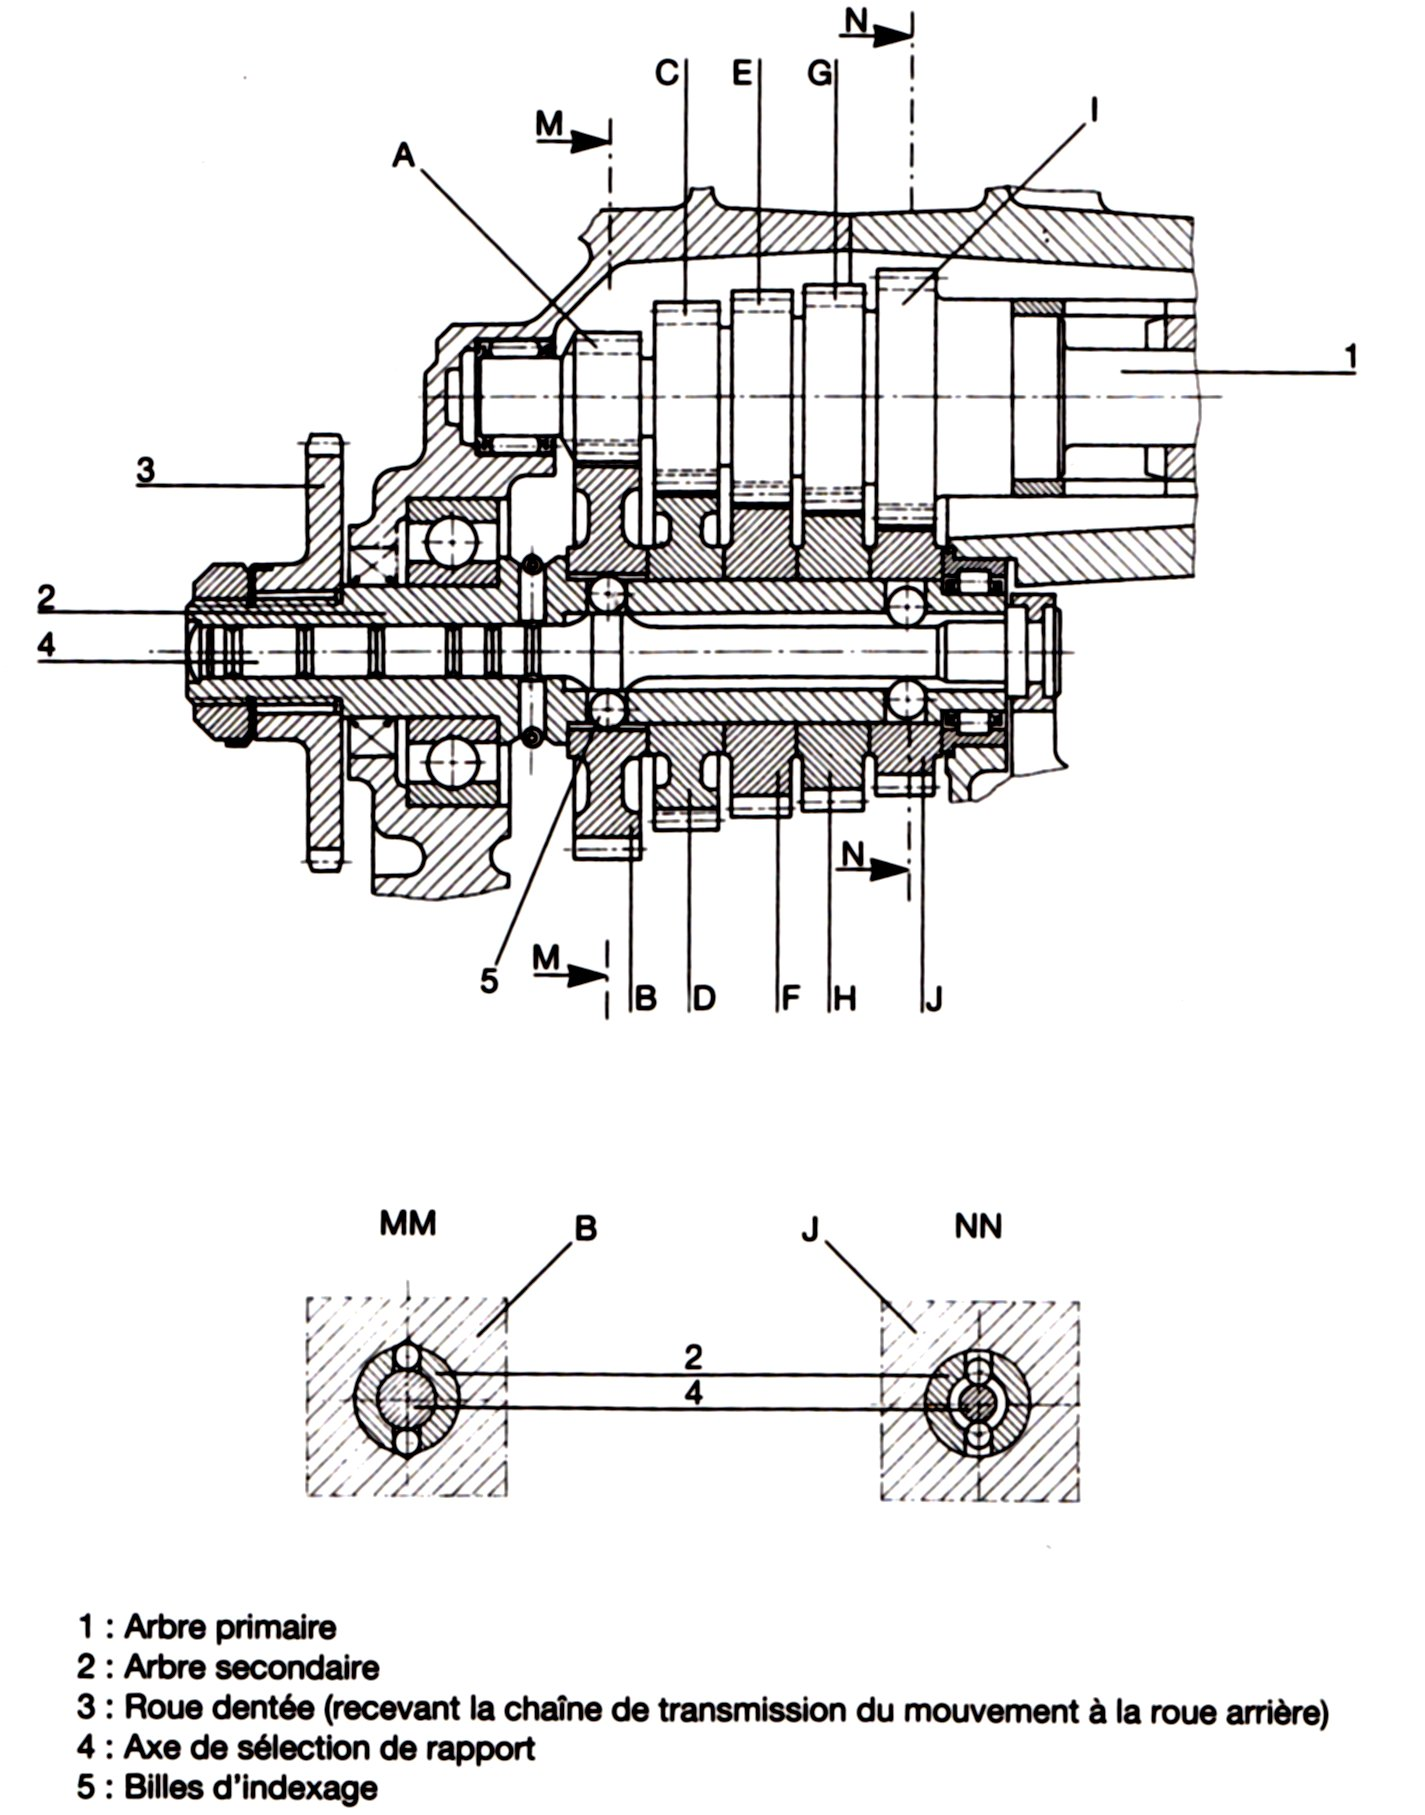 N
C E G
M
I
A
1
3
2
4
N
5
M
B D F H J
MM
B
J
NN
2
4
1 : Arbre primaire
2 : Arbre secondaire
3 : Roue dentée (recevant la chaîne de transmission du mouvement à la roue arrière)
4 : Axe de sélection de rapport
5 : Billes d'indexage